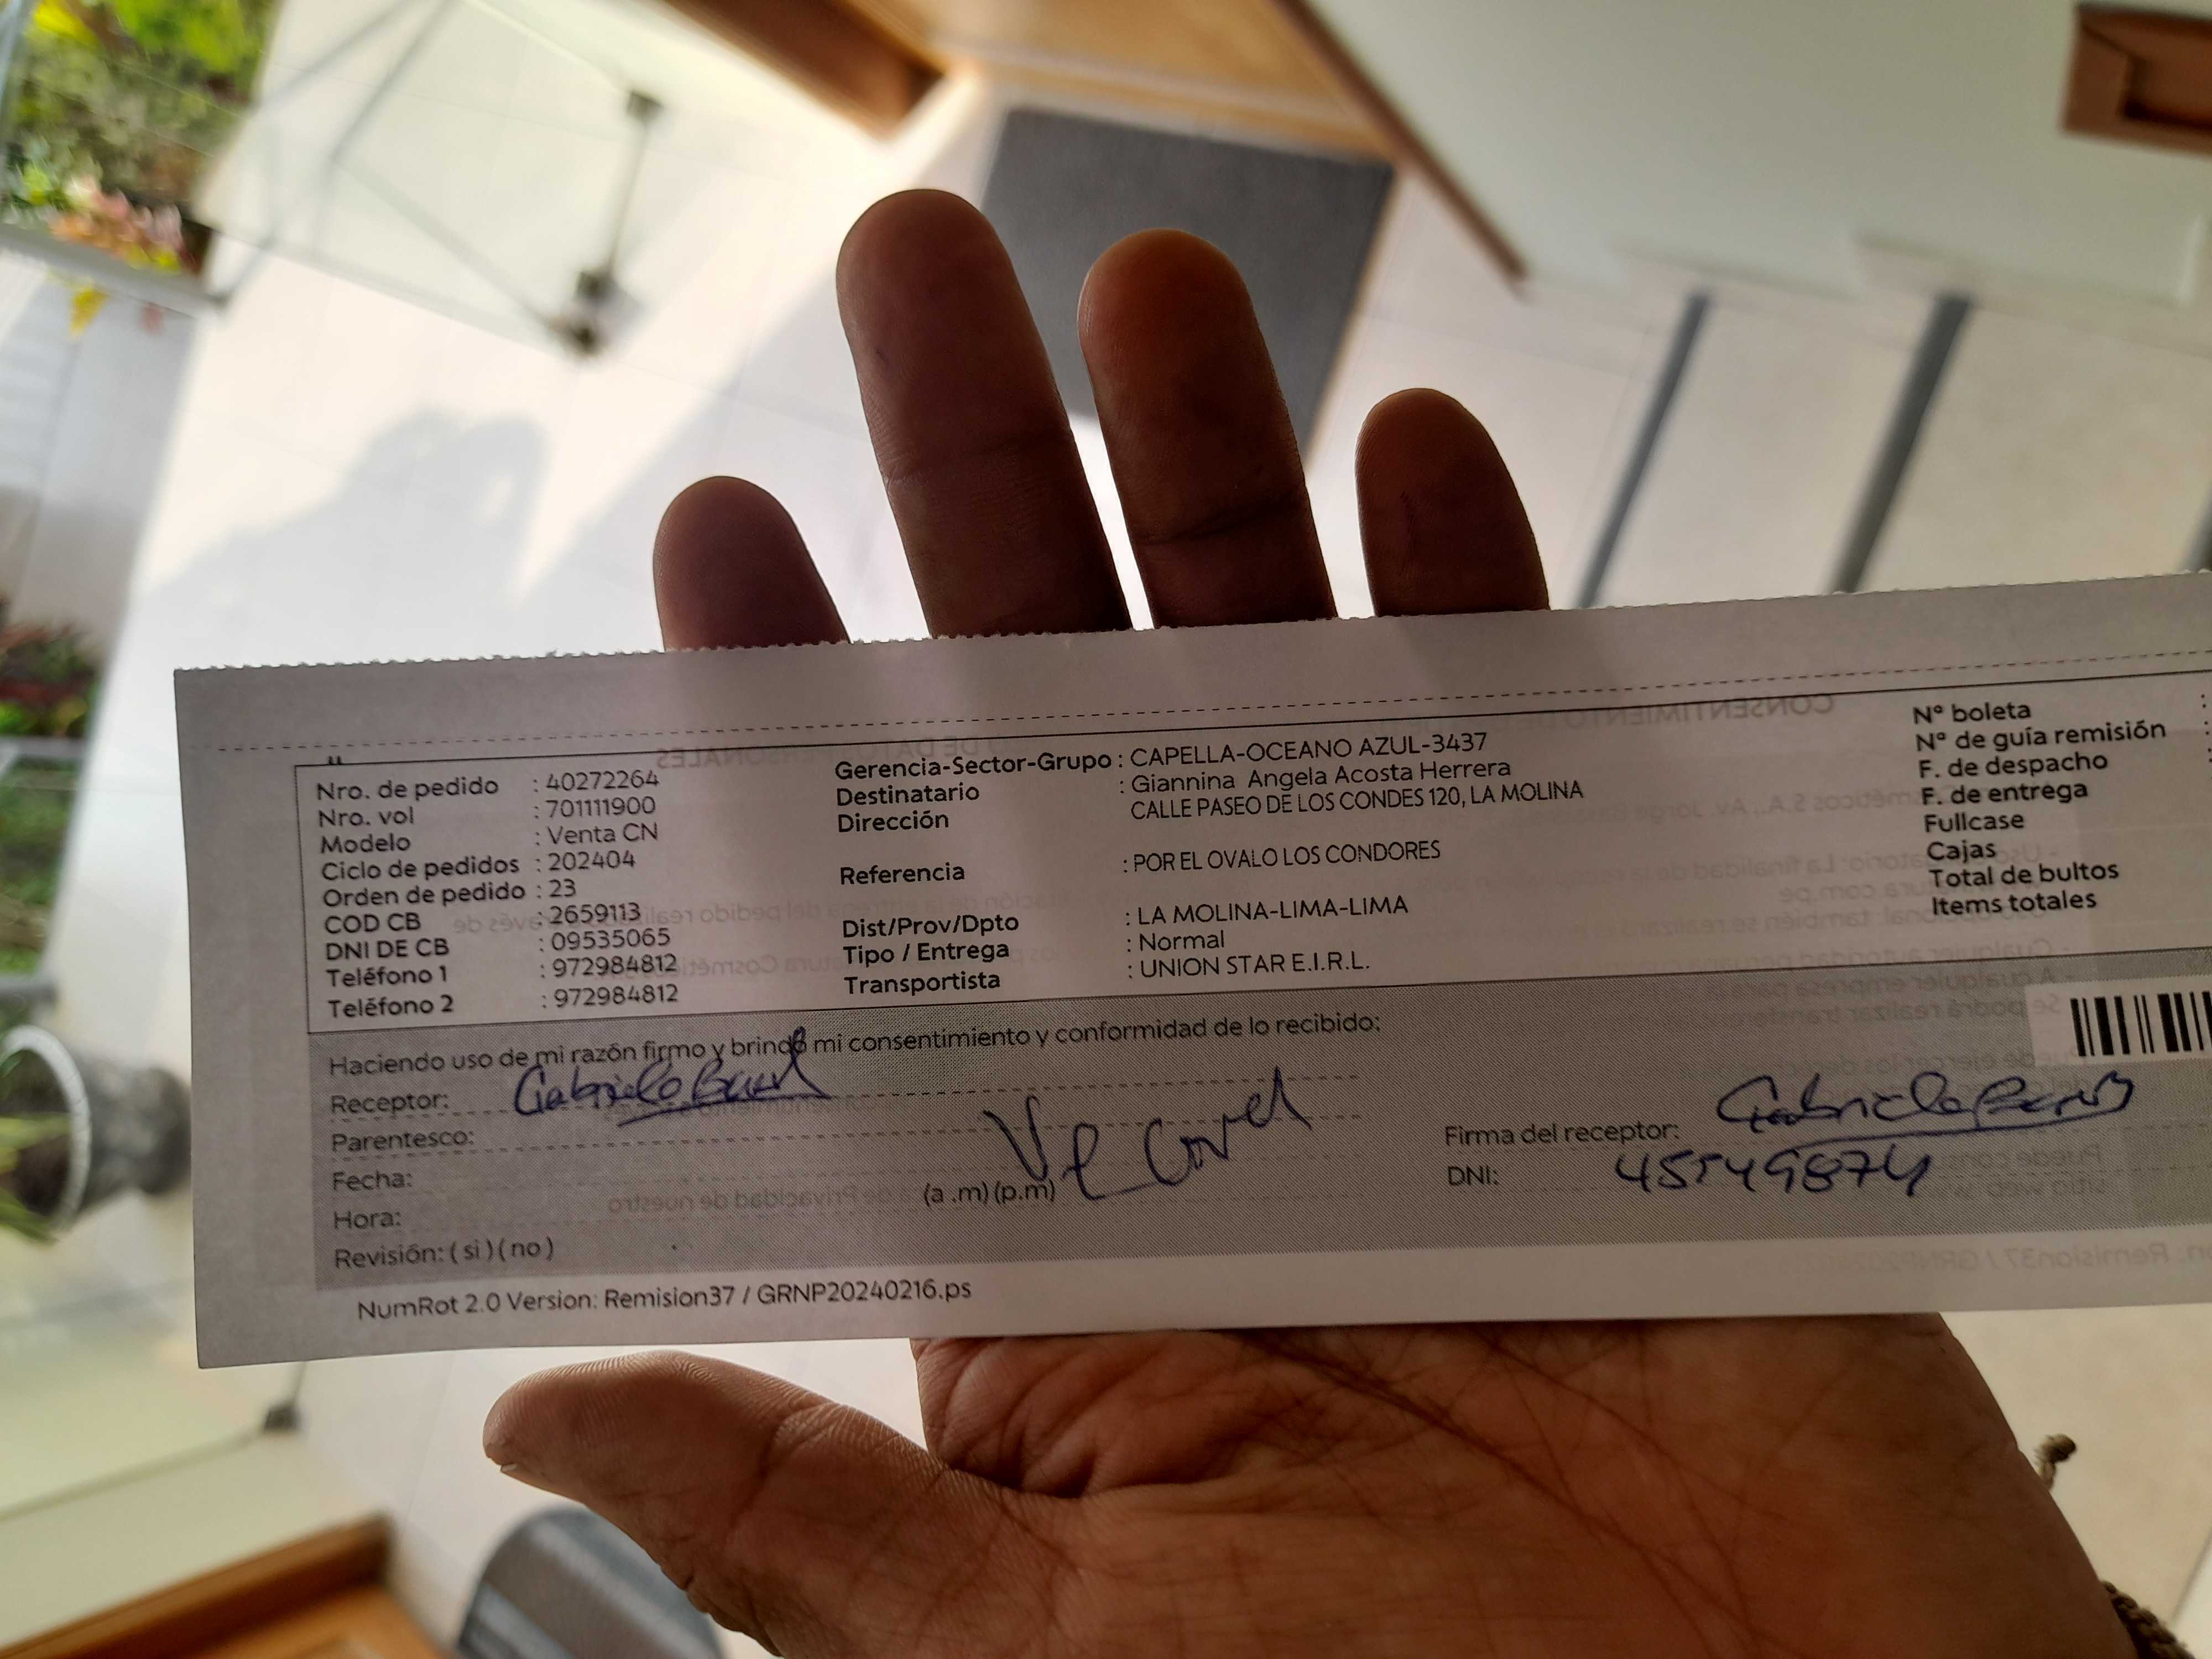 Nro. de pedido : 40272264
Nro. vol : 701111900
Modelo : Venta CN
Ciclo de pedidos : 202404
Orden de pedido : 23
COD CB : 2659113
DNI DE CB : 09535065
Teléfono 1 : 972984812
Teléfono 2 : 972984812
Gerencia-Sector-Grupo : CAPELLA-OCEANO AZUL-3437
Destinatario : Giannina Angela Acosta Herrera
Dirección CALLE PASEO DE LOS CONDES 120, LA MOLINA
Referencia : POR EL OVALO LOS CONDORES
Dist/Prov/Dpto : LA MOLINA-LIMA-LIMA
Tipo / Entrega : Normal
Transportista : UNION STAR E.I.R.L.
N° boleta :
N° de guía remisión :
F. de despacho :
F. de entrega
Fullcase
Cajas
Total de bultos
Items totales
Haciendo uso de mi razón firmo y brindo mi consentimiento y conformidad de lo recibido:
Receptor:
Parentesco:
Fecha:
Hora: (a .m) (p.m)
Revisión: ( si ) ( no )
Firma del receptor:
DNI: 45549874
NumRot 2.0 Version: Remision37 / GRNP20240216.ps